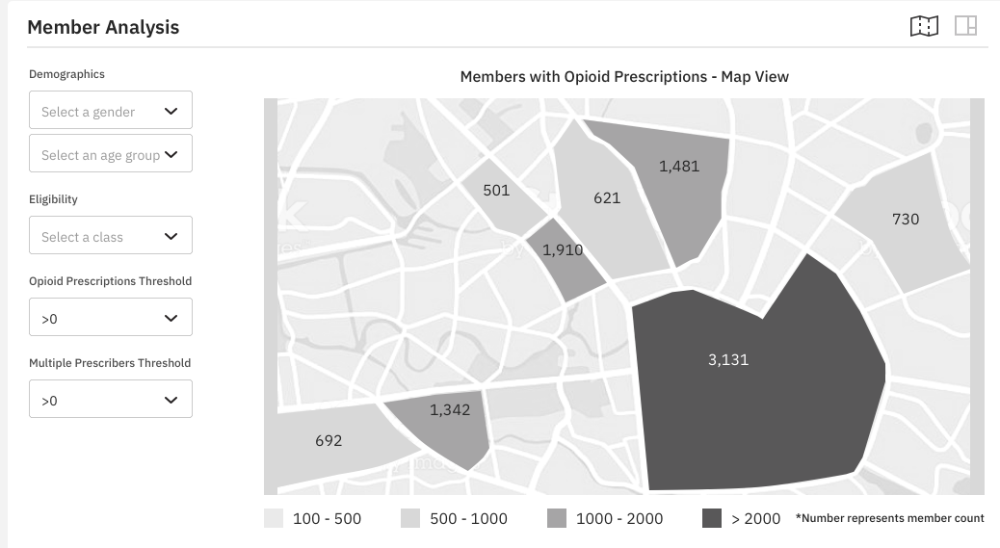 Member Analysis
Demographics
Select a gender
Select an age group
Eligibility
Select a class
Opioid Prescriptions Threshold
>0
Multiple Prescribers Threshold
>0
Members with Opioid Prescriptions - Map View
1,481
501
621
730
1,910
3,131
1,342
692
100 - 500
500 - 1000
1000 - 2000
> 2000
*Number represents member count